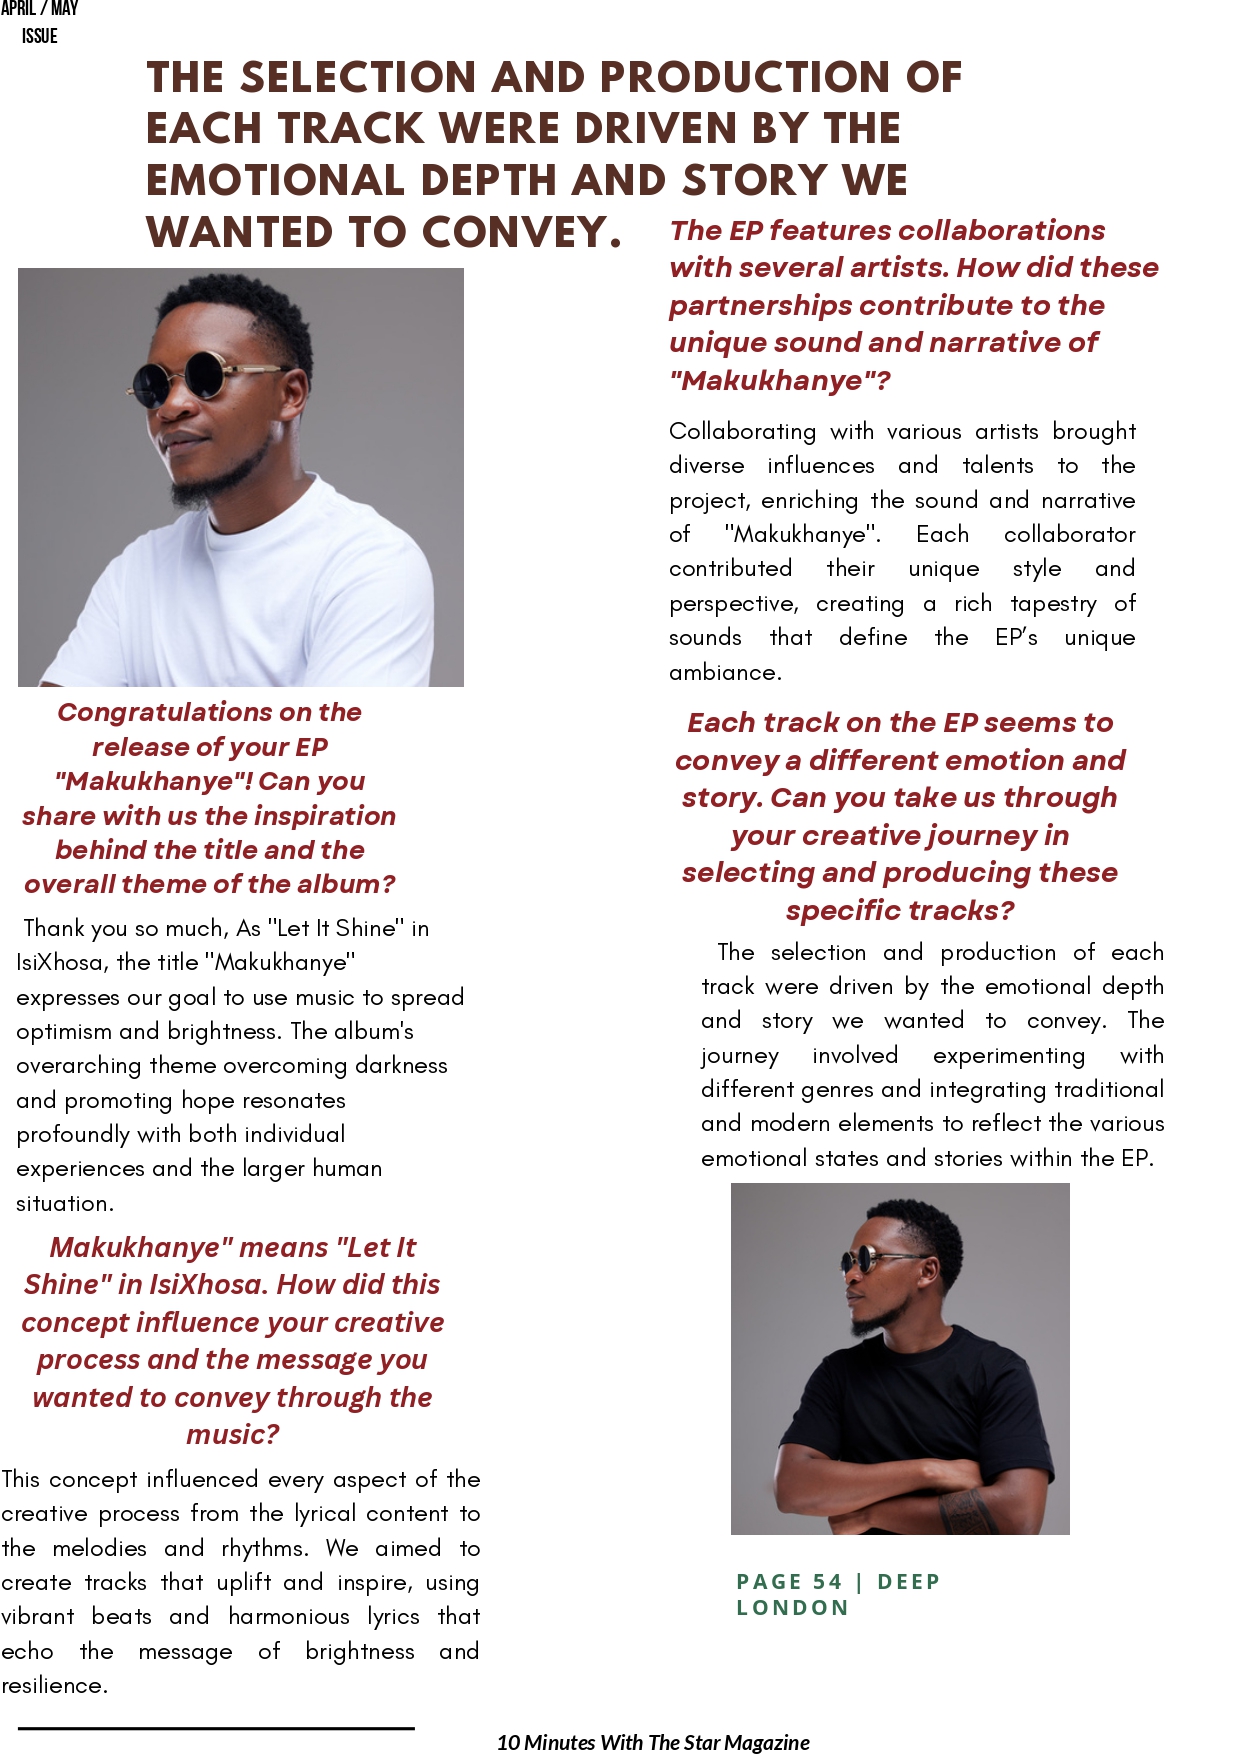 APRIL / MAY
ISSUE
THE SELECTION AND PRODUCTION OF
EACH TRACK WERE DRIVEN BY THE
EMOTIONAL DEPTH AND STORY WE
WANTED TO CONVEY.
Congratulations on the
release of your EP
"Makukhanye"! Can you
share with us the inspiration
behind the title and the
overall theme of the album?
Thank you so much, As "Let It Shine" in
IsiXhosa, the title "Makukhanye"
expresses our goal to use music to spread
optimism and brightness. The album's
overarching theme overcoming darkness
and promoting hope resonates
profoundly with both individual
experiences and the larger human
situation.
Makukhanye" means "Let It
Shine" in IsiXhosa. How did this
concept influence your creative
process and the message you
wanted to convey through the
music?
This concept influenced every aspect of the
creative process from the lyrical content to
the melodies and rhythms. We aimed to
create tracks that uplift and inspire, using
vibrant beats and harmonious lyrics that
echo the message of brightness and
resilience.
The EP features collaborations
with several artists. How did these
partnerships contribute to the
unique sound and narrative of
"Makukhanye"?
Collaborating with various artists brought
diverse influences and talents to the
project, enriching the sound and narrative
of "Makukhanye". Each collaborator
contributed their unique style and
perspective, creating a rich tapestry of
sounds that define the EP’s unique
ambiance.
Each track on the EP seems to
convey a different emotion and
story. Can you take us through
your creative journey in
selecting and producing these
specific tracks?
The selection and production of each
track were driven by the emotional depth
and story we wanted to convey. The
journey involved experimenting with
different genres and integrating traditional
and modern elements to reflect the various
emotional states and stories within the EP.
PAGE 54 | DEEP
LONDON
10 Minutes With The Star Magazine